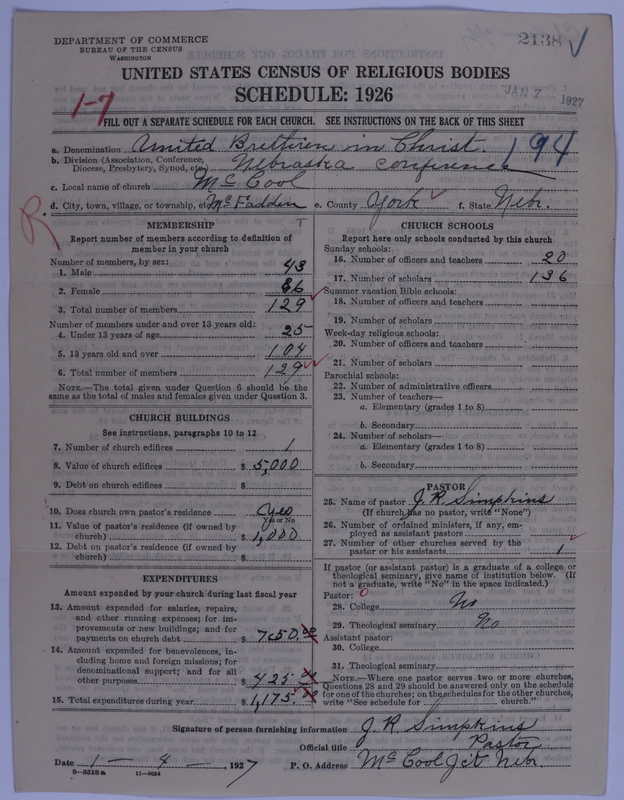 DEPARTMENT OF COMMERCE
BUREAU OF THE CENSUS
WASHINGTON
2138
UNITED STATES CENSUS OF RELIGIOUS BODIES
SCHEDULE: 1926
JAN 7 1927
1-7
FILL OUT A SEPARATE SCHEDULE FOR EACH CHURCH. SEE INSTRUCTIONS ON THE BACK OF THIS SHEET
194
a. Denomination United Brethren in Christ.
b. Division (Association, Conference, Diocese, Presbytery, Synod, etc.) Nebraska Conference
c. Local name of church McCool
d. City, town, village, or township, etc. McFadden e. County York f. State Nebr.
R
MEMBERSHIP
Report number of members according to definition of
member in your church
Number of members, by sex:
1. Male 43
2. Female 86
3. Total number of members 129
Number of members under and over 13 years old:
4. Under 13 years of age 25
5. 13 years old and over 104
6. Total number of members 129
NOTE.—The total given under Question 6 should be the
same as the total of males and females given under Question 3.
CHURCH BUILDINGS
See instructions, paragraphs 10 to 12
7. Number of church edifices 1
8. Value of church edifices $ 5,000
9. Debt on church edifices $
10. Does church own pastor's residence Yes
Yes or No
11. Value of pastor's residence (if owned by
church) $ 1,000
12. Debt on pastor's residence (if owned by
church) $
EXPENDITURES
Amount expended by your church during last fiscal year
13. Amount expended for salaries, repairs,
and other running expenses; for im-
provements or new buildings; and for
payments on church debt $ 750.00
14. Amount expended for benevolences, in-
cluding home and foreign missions; for
denominational support; and for all
other purposes $ 425.00
15. Total expenditures during year $ 1,175.00
CHURCH SCHOOLS
Report here only schools conducted by this church
Sunday schools:
16. Number of officers and teachers 20
17. Number of scholars 136
Summer vacation Bible schools:
18. Number of officers and teachers
19. Number of scholars
Week-day religious schools:
20. Number of officers and teachers
21. Number of scholars
Parochial schools:
22. Number of administrative officers
23. Number of teachers—
a. Elementary (grades 1 to 8)
b. Secondary
24. Number of scholars—
a. Elementary (grades 1 to 8)
b. Secondary
PASTOR
25. Name of pastor J. R. Simpkins
(If church has no pastor, write "None")
26. Number of ordained ministers, if any, em-
ployed as assistant pastors
27. Number of other churches served by the
pastor or his assistants 1
If pastor (or assistant pastor) is a graduate of a college or
theological seminary, give name of institution below. (If
not a graduate, write "No" in the space indicated.)
Pastor: 0
28. College No
29. Theological seminary No
Assistant pastor:
30. College
31. Theological seminary
NOTE.—Where one pastor serves two or more churches,
Questions 28 and 29 should be answered only on the schedule
for one of the churches; on the schedules for the other churches,
write "See schedule for church."
Signature of person furnishing information J. R. Simpkins
Official title Pastor
Date 1 - 4 -, 1927 P. O. Address McCool Jct Nebr.
8-5518 a 11-9034